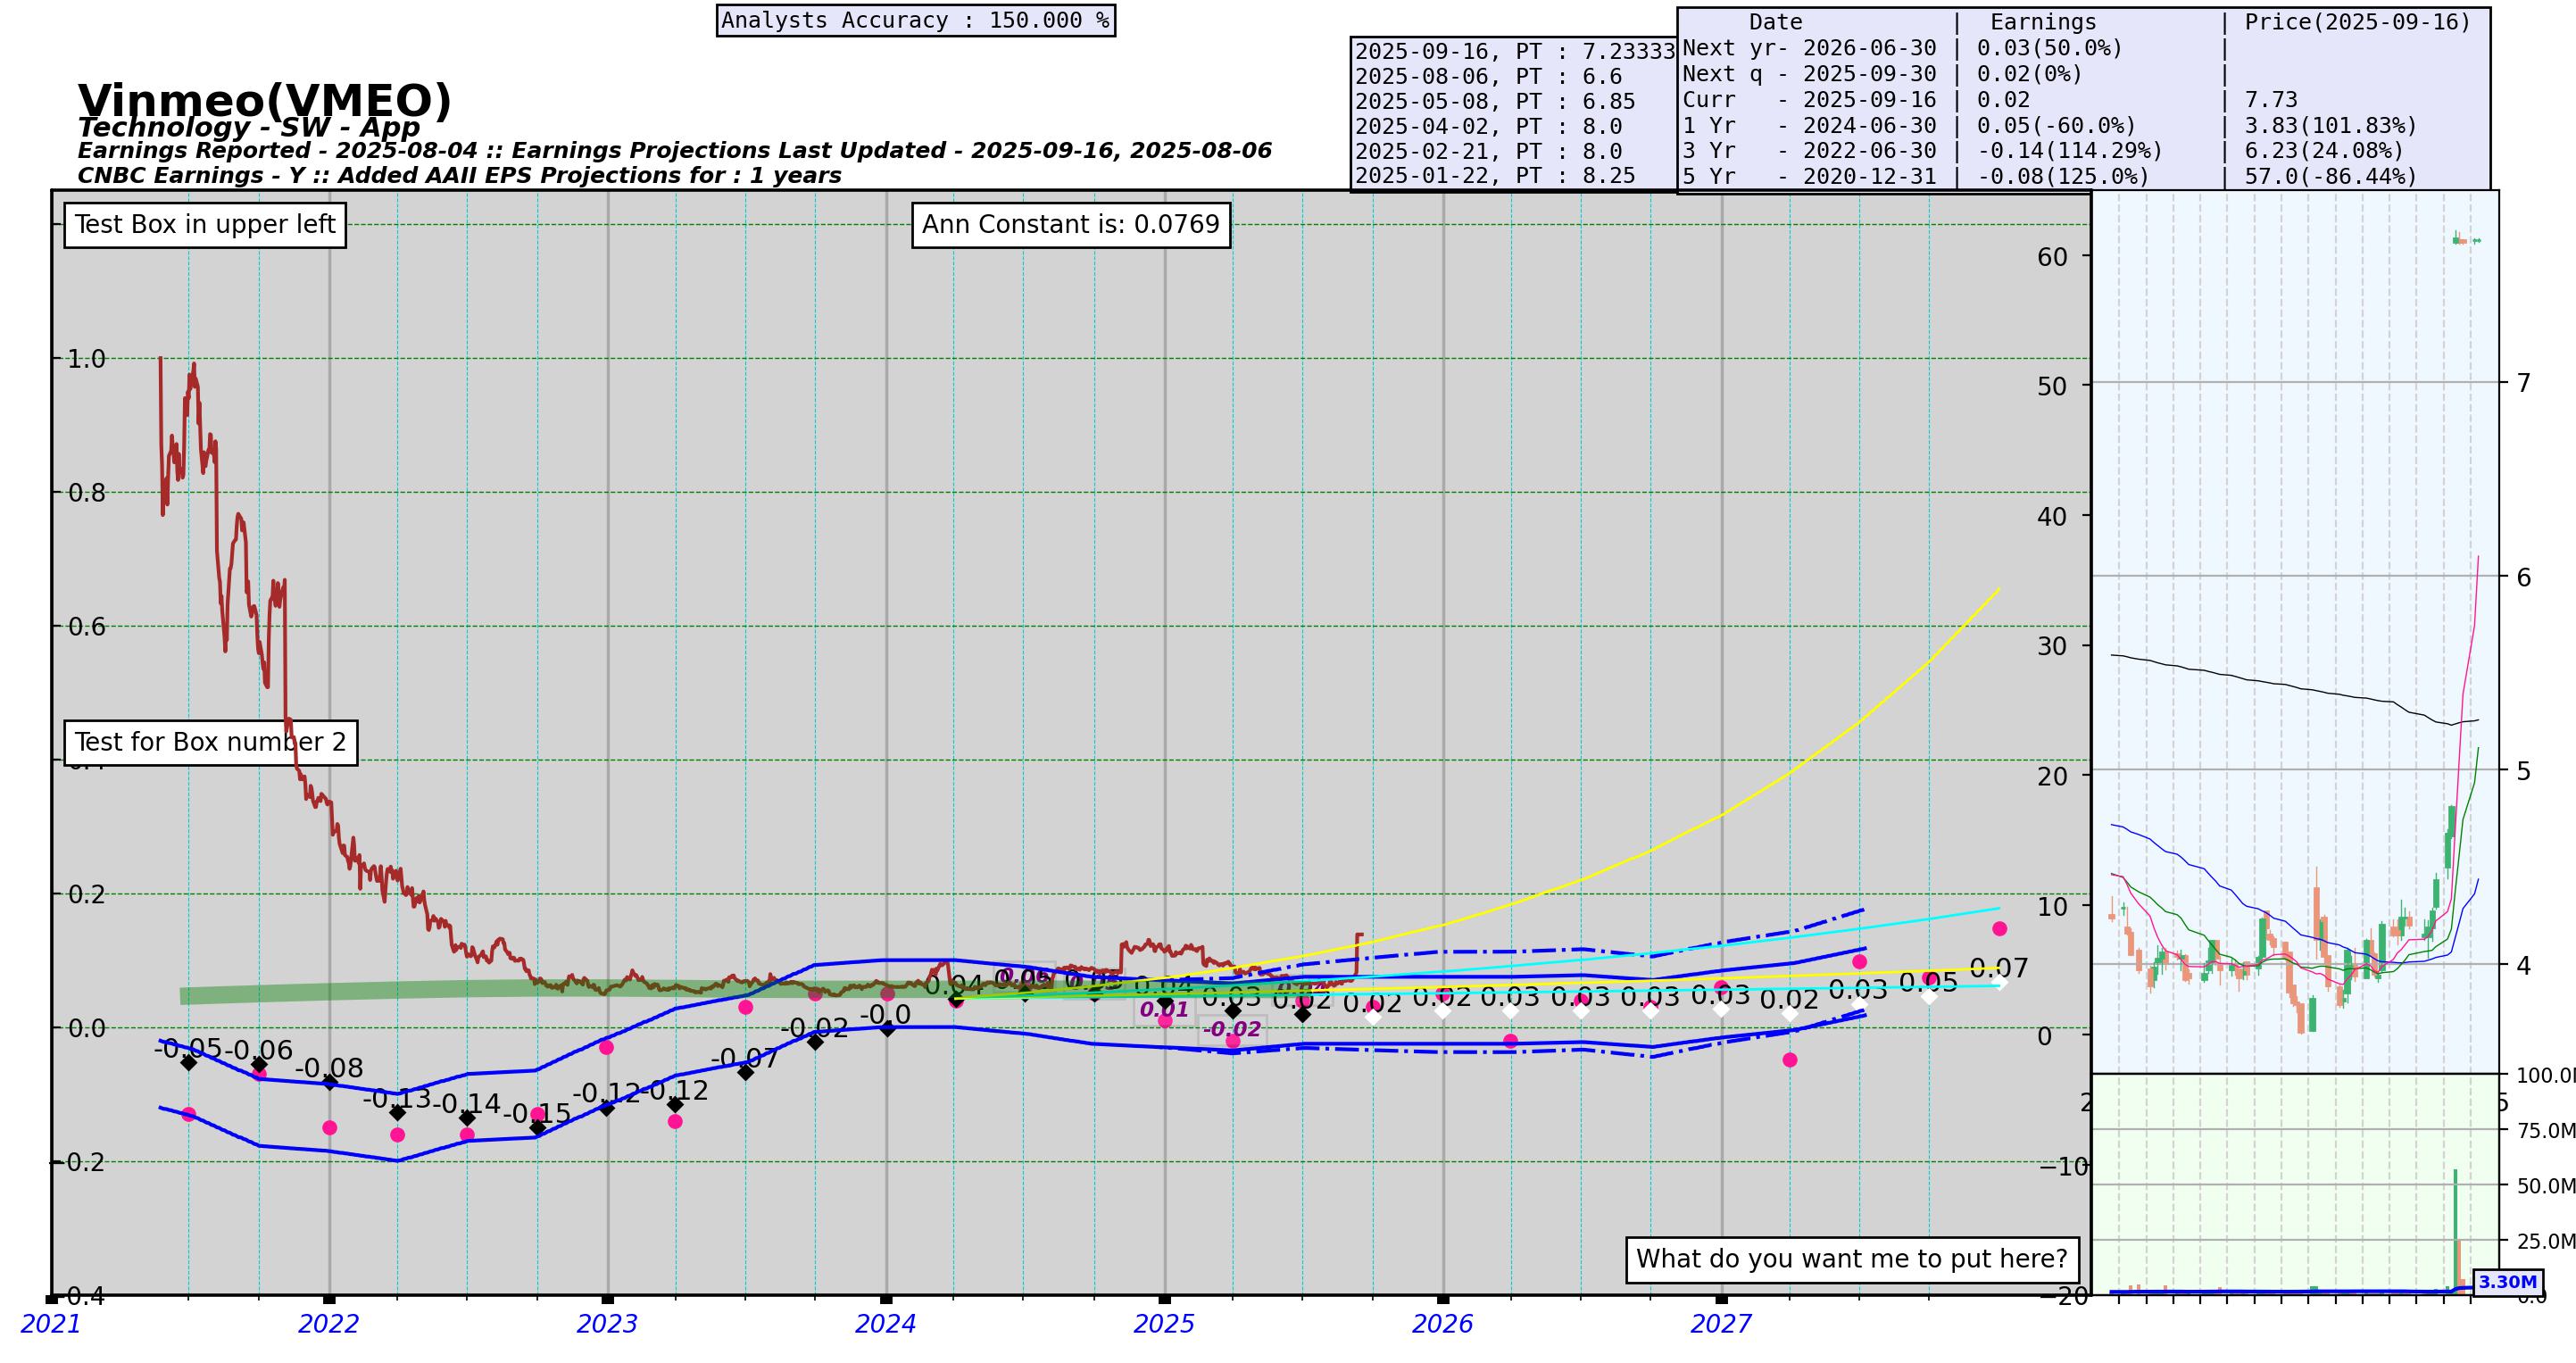 Analysts Accuracy : 150.000 %
Date | Earnings | Price(2025-09-16)
Next yr- 2026-06-30 | 0.03(50.0%) |
Next q - 2025-09-30 | 0.02(0%) |
Curr - 2025-09-16 | 0.02 | 7.73
1 Yr - 2024-06-30 | 0.05(-60.0%) | 3.83(101.83%)
3 Yr - 2022-06-30 | -0.14(114.29%) | 6.23(24.08%)
5 Yr - 2020-12-31 | -0.08(125.0%) | 57.0(-86.44%)
2025-09-16, PT : 7.23333
2025-08-06, PT : 6.6
2025-05-08, PT : 6.85
2025-04-02, PT : 8.0
2025-02-21, PT : 8.0
2025-01-22, PT : 8.25
Vinmeo(VMEO)
Technology - SW - App
Earnings Reported - 2025-08-04 :: Earnings Projections Last Updated - 2025-09-16, 2025-08-06
CNBC Earnings - Y :: Added AAII EPS Projections for : 1 years
Test Box in upper left
Ann Constant is: 0.0769
Test for Box number 2
What do you want me to put here?
1.0
0.8
0.6
0.2
0.0
−0.2
−0.4
60
50
40
30
20
10
0
−10
−20
7
6
5
4
75.0M
50.0M
25.0M
3.30M
-0.05 -0.06 -0.08 -0.13 -0.14 -0.15 -0.12 -0.12 -0.07 -0.02 -0.0 0.04
0.04 0.03 0.02 0.02 0.02 0.03 0.03 0.03 0.03 0.02 0.03 0.05 0.07
0.01
-0.02
2021 2022 2023 2024 2025 2026 2027